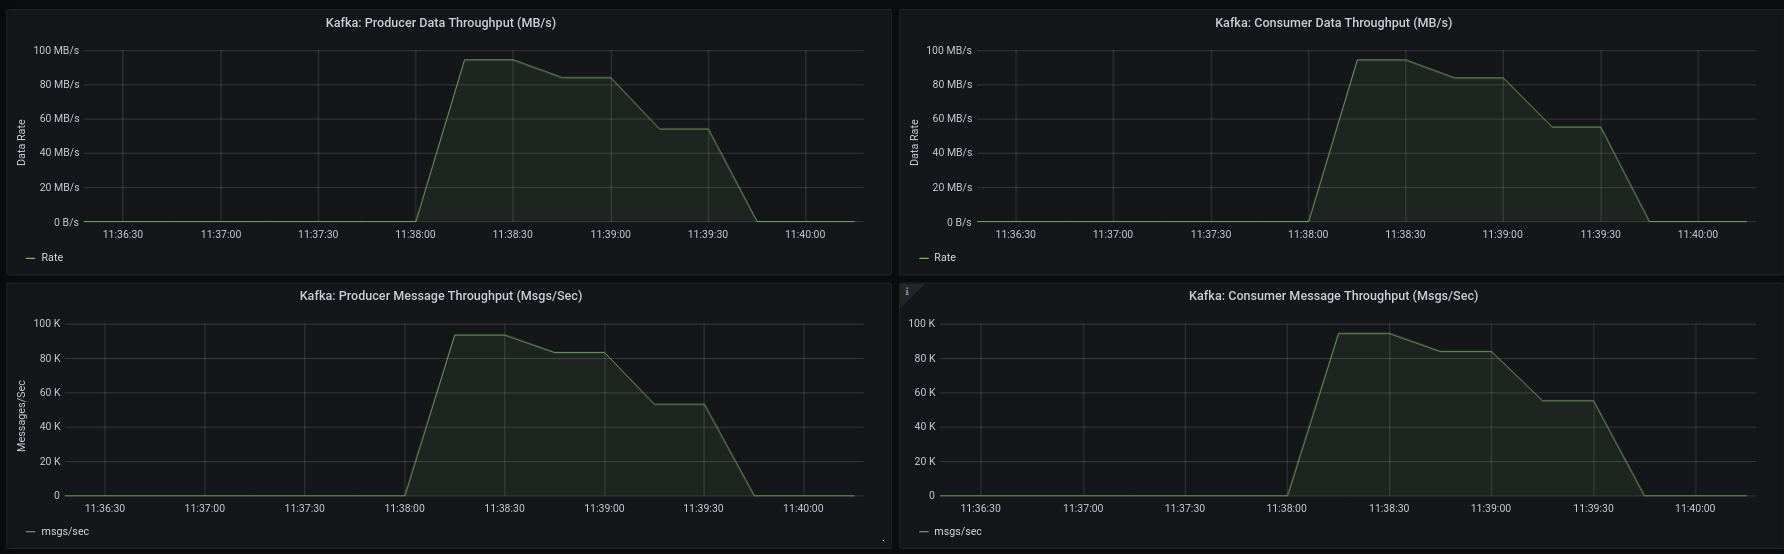 Kafka: Producer Data Throughput (MB/s)
100 MB/s
80 MB/s
60 MB/s
40 MB/s
20 MB/s
0 B/s
Data Rate
11:36:30 11:37:00 11:37:30 11:38:00 11:38:30 11:39:00 11:39:30 11:40:00
Rate
Kafka: Consumer Data Throughput (MB/s)
100 MB/s
80 MB/s
60 MB/s
40 MB/s
20 MB/s
0 B/s
Data Rate
11:36:30 11:37:00 11:37:30 11:38:00 11:38:30 11:39:00 11:39:30 11:40:00
Rate
Kafka: Producer Message Throughput (Msgs/Sec)
100 K
80 K
60 K
40 K
20 K
0
Messages/Sec
11:36:30 11:37:00 11:37:30 11:38:00 11:38:30 11:39:00 11:39:30 11:40:00
msgs/sec
i
Kafka: Consumer Message Throughput (Msgs/Sec)
100 K
80 K
60 K
40 K
20 K
0
11:36:30 11:37:00 11:37:30 11:38:00 11:38:30 11:39:00 11:39:30 11:40:00
msgs/sec